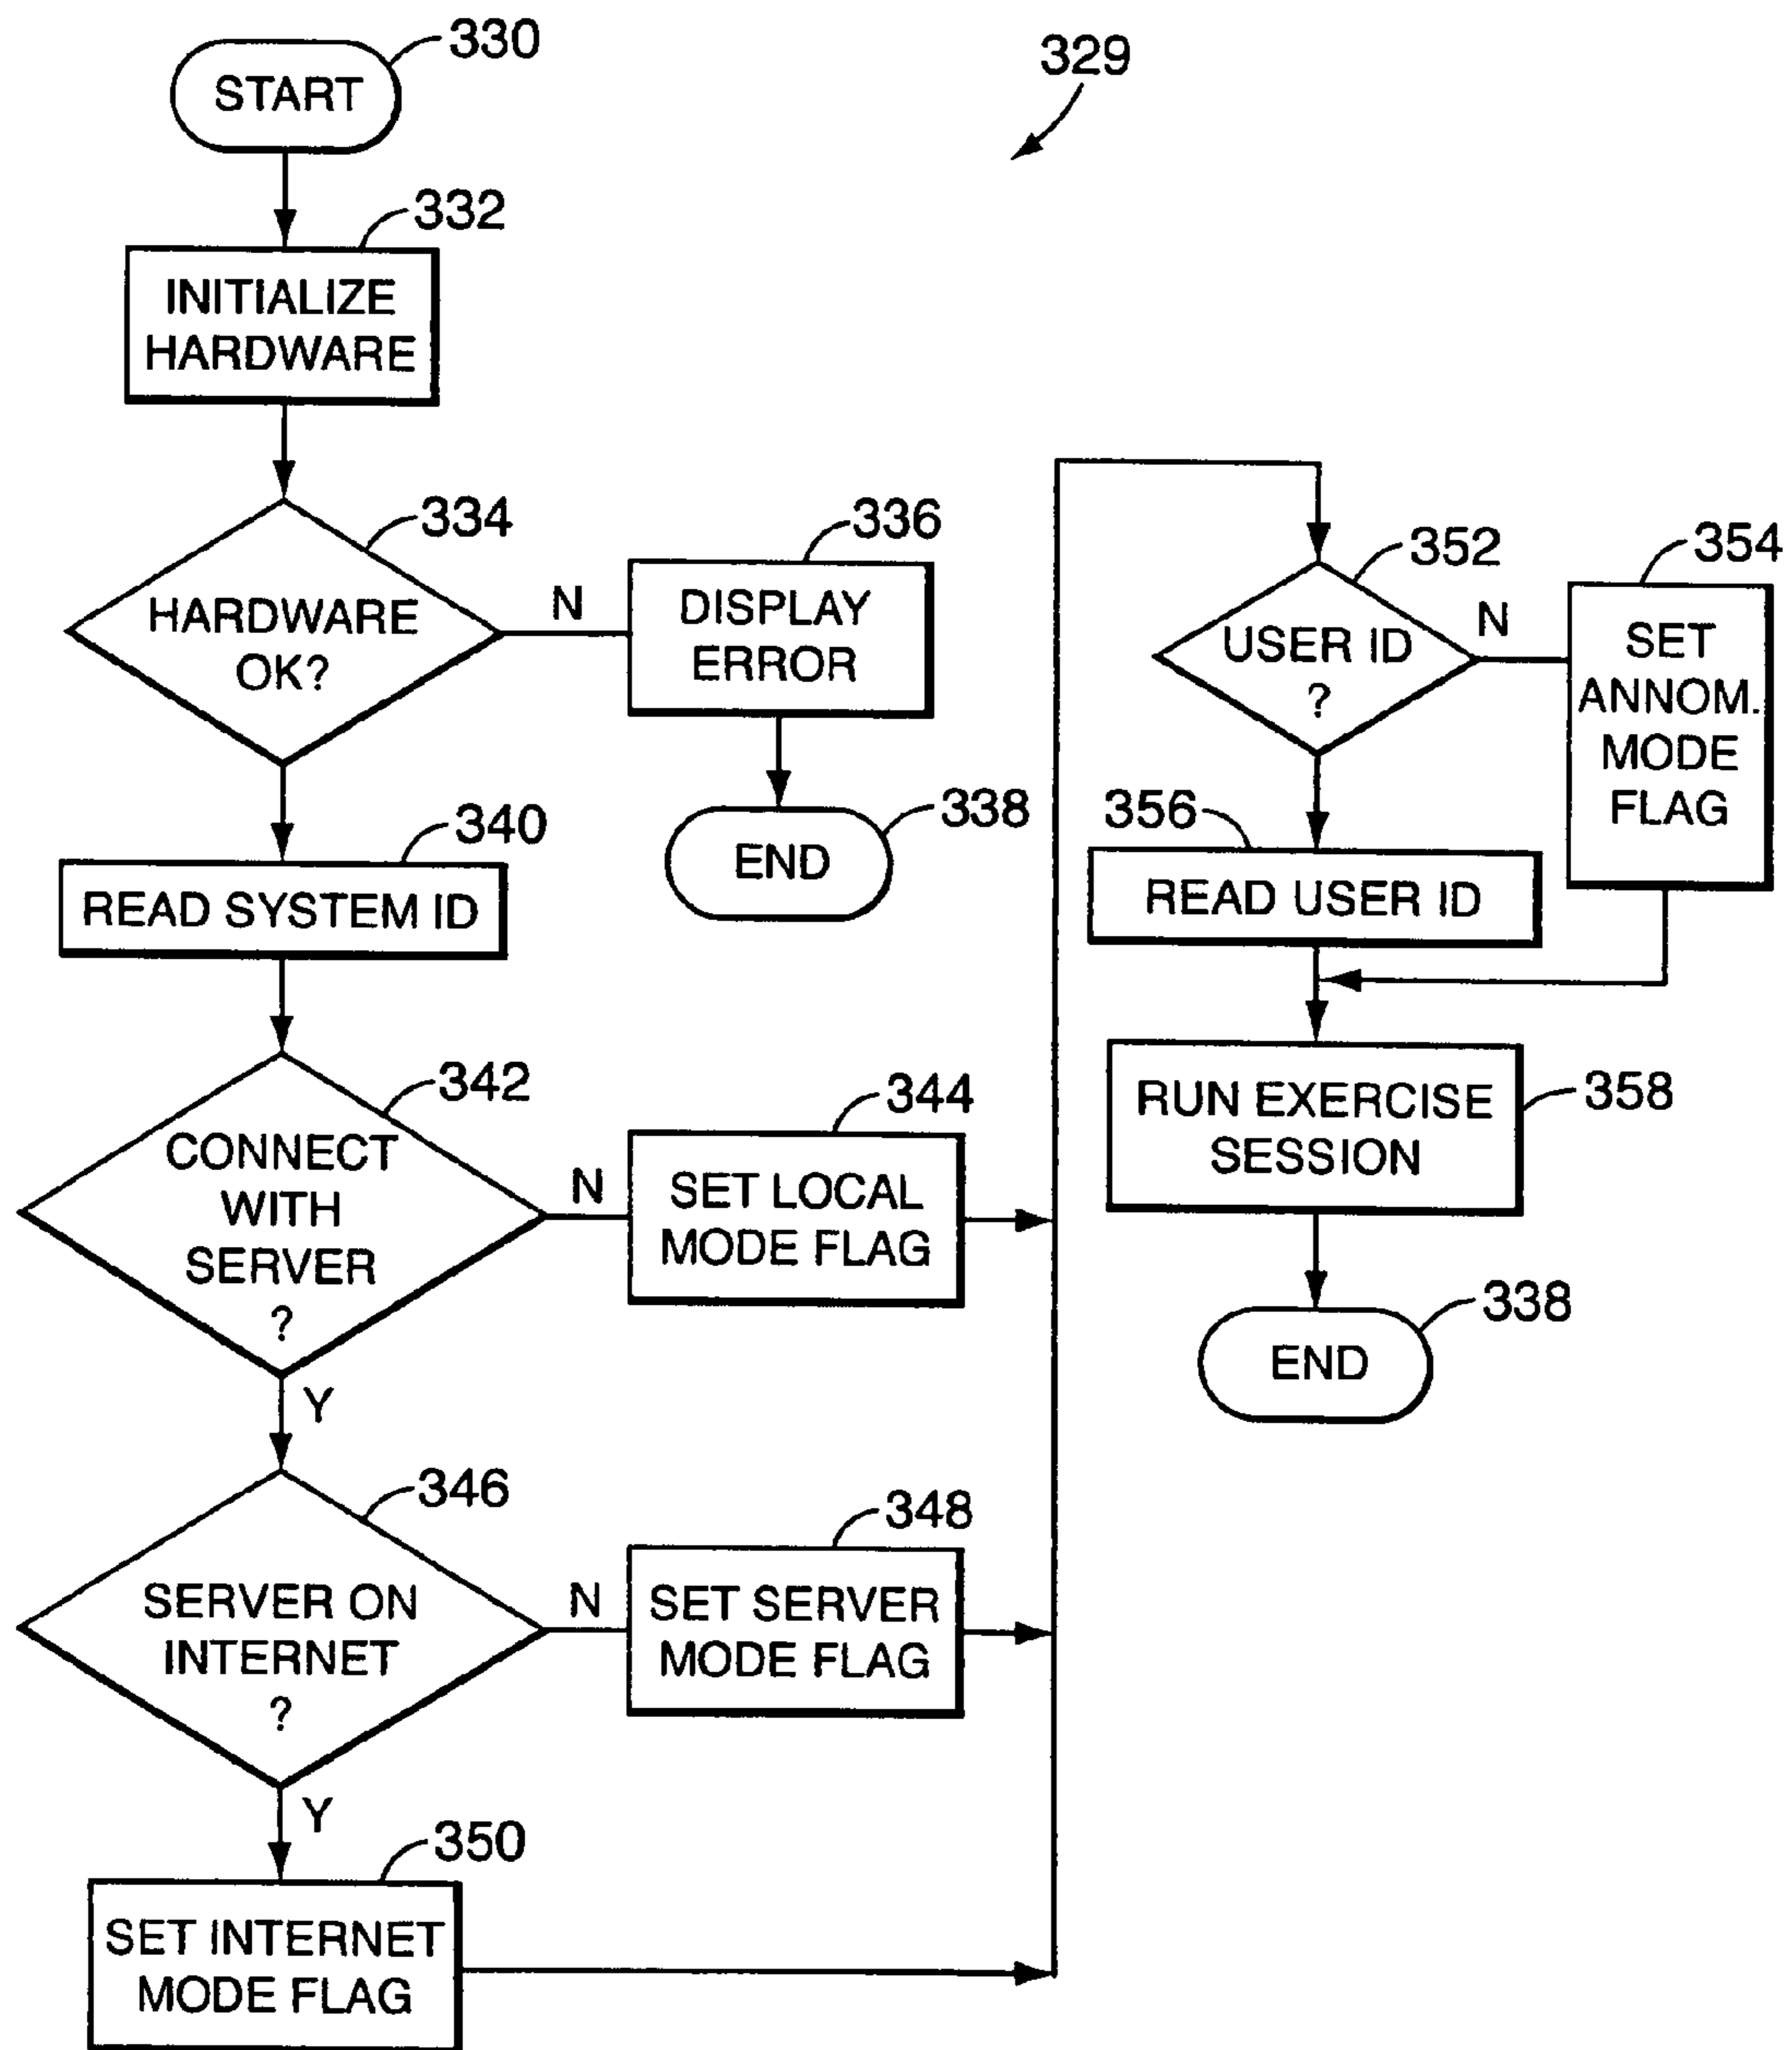 330
START
329
332
INITIALIZE
HARDWARE
334
HARDWARE
OK?
N
336
DISPLAY
ERROR
338
END
340
READ SYSTEM ID
342
CONNECT
WITH
SERVER
?
N
344
SET LOCAL
MODE FLAG
Y
346
SERVER ON
INTERNET
?
N
348
SET SERVER
MODE FLAG
Y
350
SET INTERNET
MODE FLAG
352
USER ID
?
N
354
SET
ANNOM.
MODE
FLAG
356
READ USER ID
358
RUN EXERCISE
SESSION
338
END